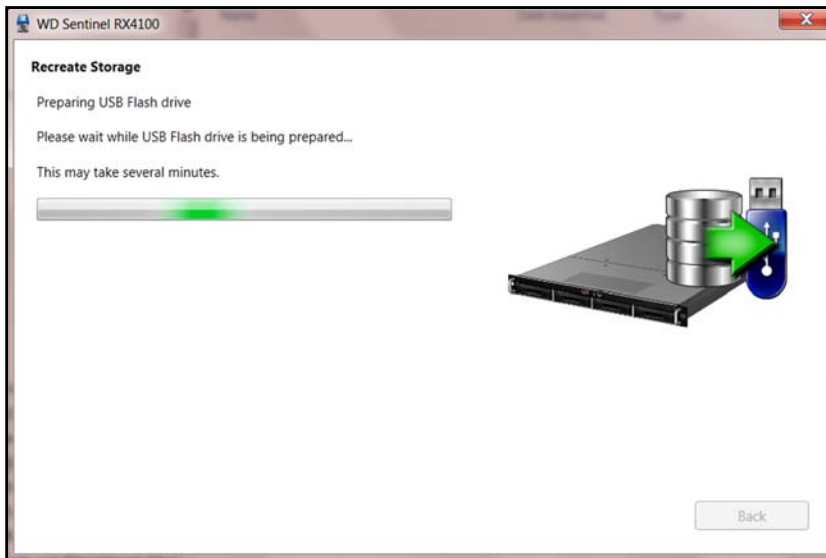 WD Sentinel RX4100
Recreate Storage
Preparing USB Flash drive
Please wait while USB Flash drive is being prepared...
This may take several minutes.
Back